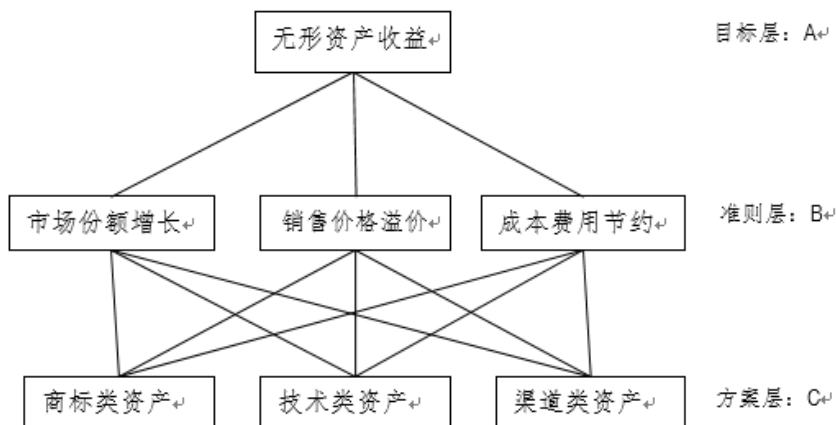 无形资产收益
目标层：A
市场份额增长
销售价格溢价
成本费用节约
准则层：B
商标类资产
技术类资产
渠道类资产
方案层：C